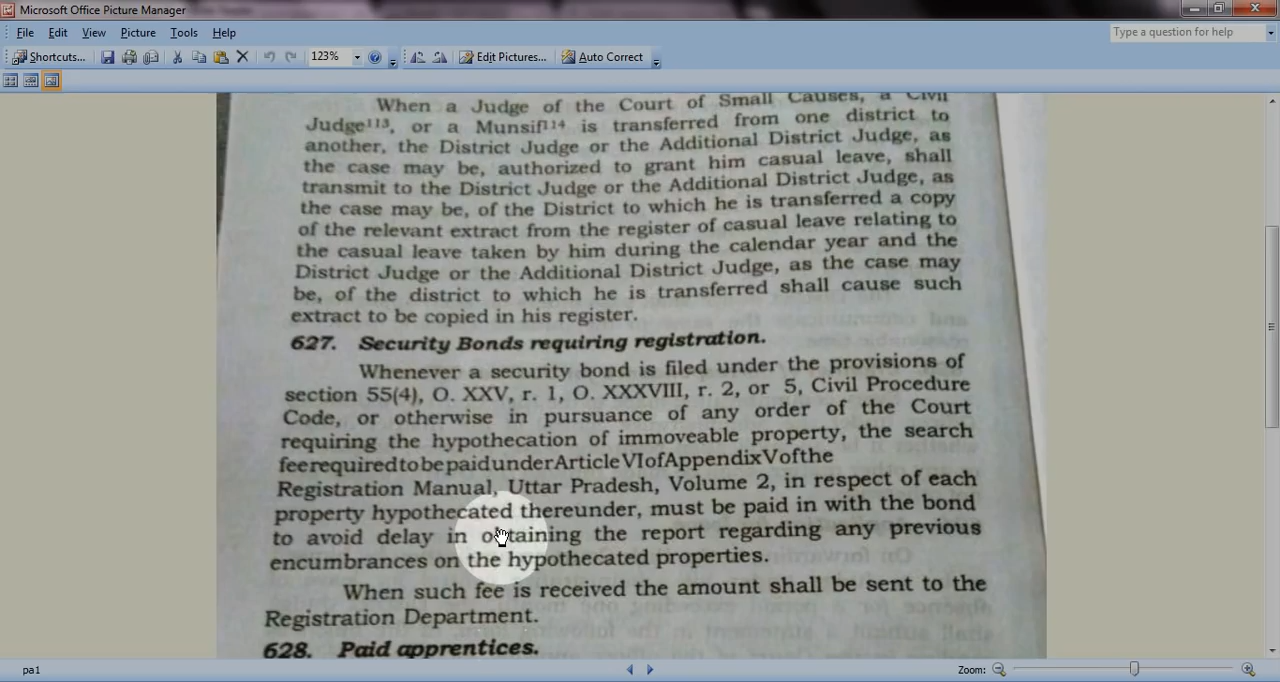 Microsoft Office Picture Manager
File Edit View Picture Tools Help
Type a question for help
Shortcuts... 123% Edit Pictures... Auto Correct
When a Judge of the Court of Small Causes, a Civil
Judge113, or a Munsif114 is transferred from one district to
another, the District Judge or the Additional District Judge, as
the case may be, authorized to grant him casual leave, shall
transmit to the District Judge or the Additional District Judge, as
the case may be, of the District to which he is transferred a copy
of the relevant extract from the register of casual leave relating to
the casual leave taken by him during the calendar year and the
District Judge or the Additional District Judge, as the case may
be, of the district to which he is transferred shall cause such
extract to be copied in his register.
627. Security Bonds requiring registration.
Whenever a security bond is filed under the provisions of
section 55(4), O. XXV, r. 1, O. XXXVIII, r. 2, or 5, Civil Procedure
Code, or otherwise in pursuance of any order of the Court
requiring the hypothecation of immoveable property, the search
feerequiredtobepaidunderArticleVIofAppendixVofthe
Registration Manual, Uttar Pradesh, Volume 2, in respect of each
property hypothecated thereunder, must be paid in with the bond
to avoid delay in obtaining the report regarding any previous
encumbrances on the hypothecated properties.
When such fee is received the amount shall be sent to the
Registration Department.
628. Paid apprentices.
pa1
Zoom: